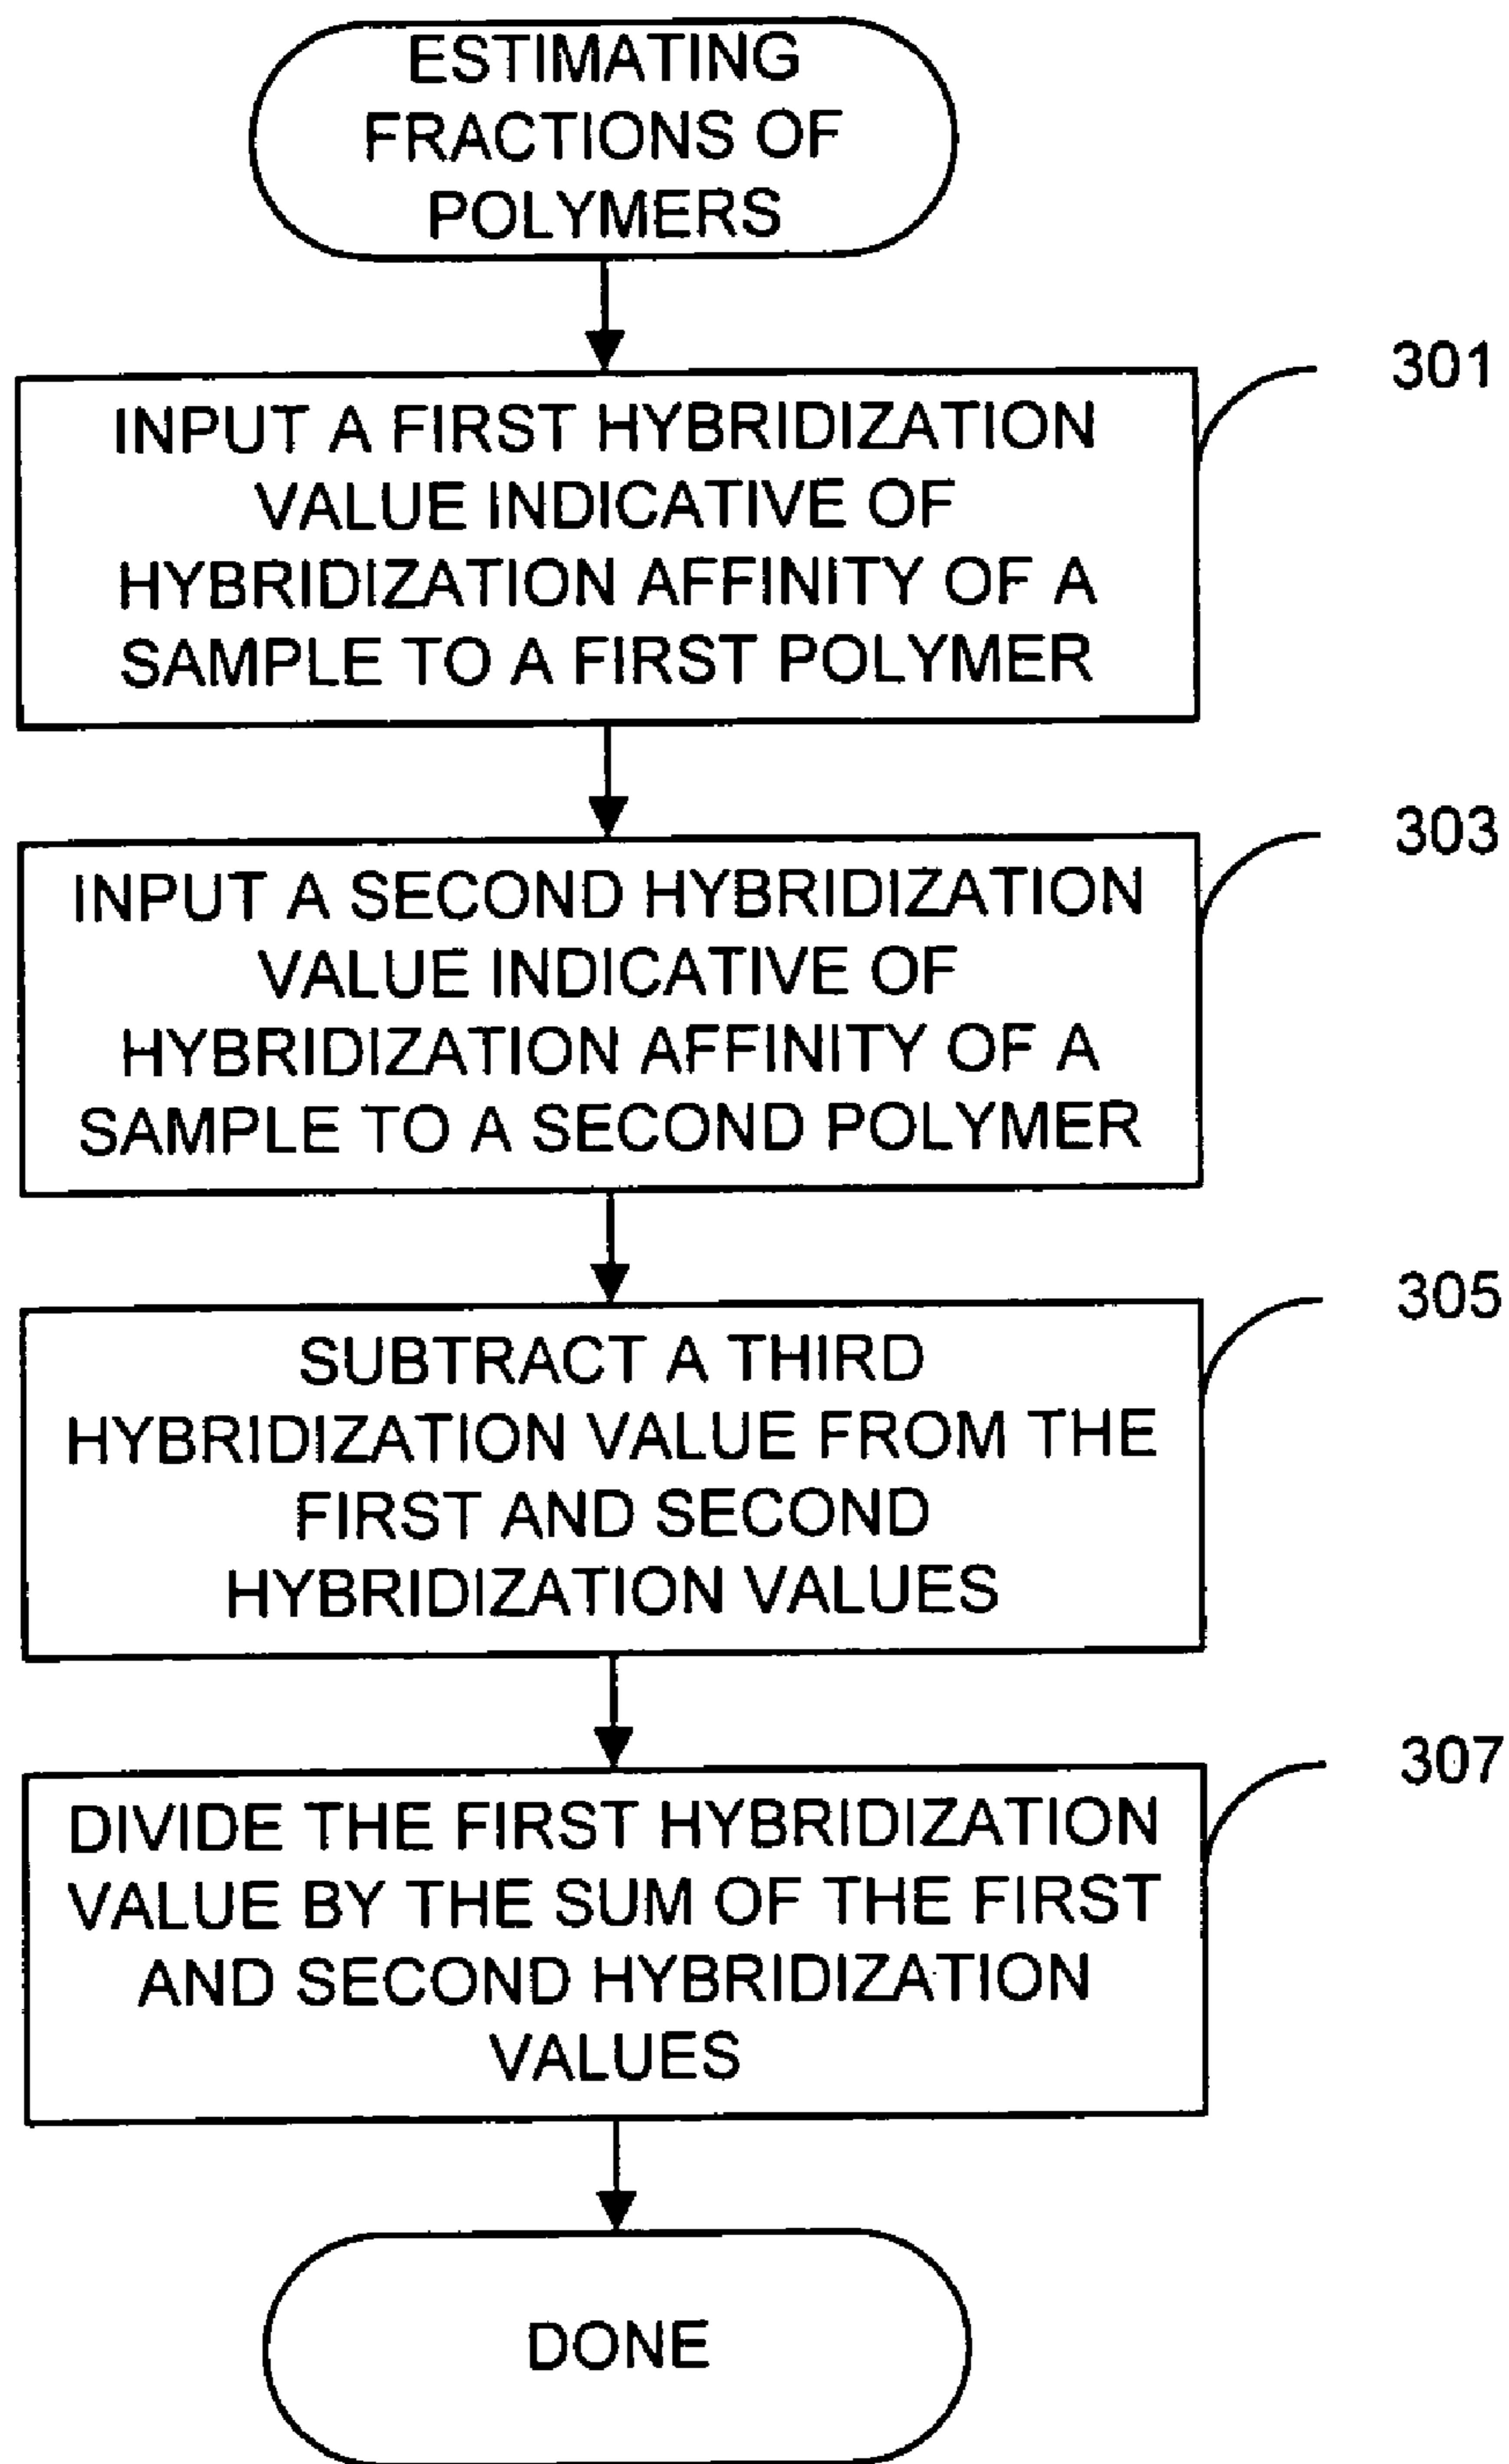 ESTIMATING
FRACTIONS OF
POLYMERS
301
INPUT A FIRST HYBRIDIZATION
VALUE INDICATIVE OF
HYBRIDIZATION AFFINITY OF A
SAMPLE TO A FIRST POLYMER
303
INPUT A SECOND HYBRIDIZATION
VALUE INDICATIVE OF
HYBRIDIZATION AFFINITY OF A
SAMPLE TO A SECOND POLYMER
305
SUBTRACT A THIRD
HYBRIDIZATION VALUE FROM THE
FIRST AND SECOND
HYBRIDIZATION VALUES
307
DIVIDE THE FIRST HYBRIDIZATION
VALUE BY THE SUM OF THE FIRST
AND SECOND HYBRIDIZATION
VALUES
DONE